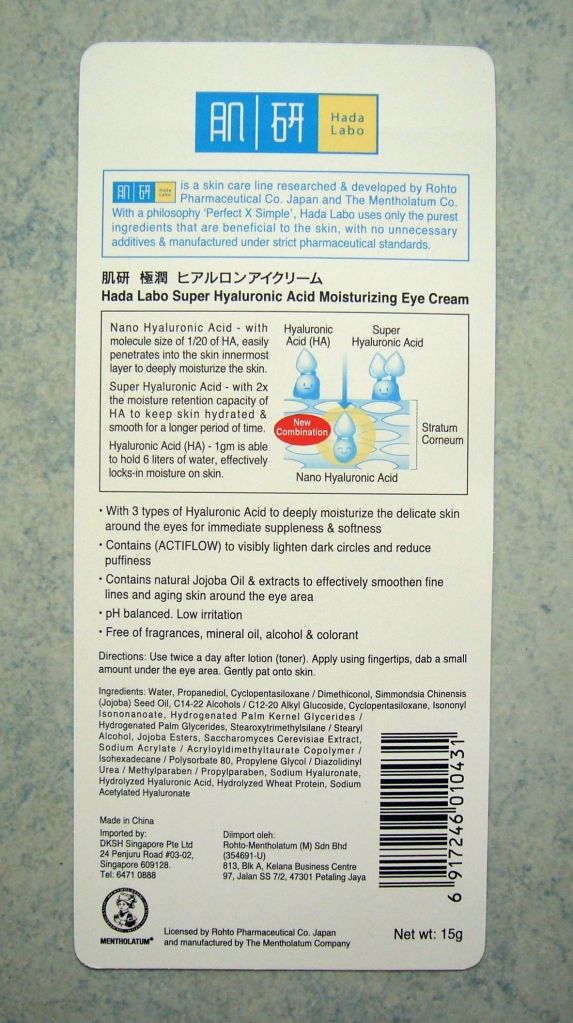 肌研
Hada
Labo
肌研 Hada Labo is a skin care line researched & developed by Rohto
Pharmaceutical Co. Japan and The Mentholatum Co.
With a philosophy 'Perfect X Simple', Hada Labo uses only the purest
ingredients that are beneficial to the skin, with no unnecessary
additives & manufactured under strict pharmaceutical standards.
肌研 極潤 ヒアルロンアイクリーム
Hada Labo Super Hyaluronic Acid Moisturizing Eye Cream
Nano Hyaluronic Acid - with
molecule size of 1/20 of HA, easily
penetrates into the skin innermost
layer to deeply moisturize the skin.
Super Hyaluronic Acid - with 2x
the moisture retention capacity of
HA to keep skin hydrated &
smooth for a longer period of time.
Hyaluronic Acid (HA) - 1gm is able
to hold 6 liters of water, effectively
locks-in moisture on skin.
Hyaluronic
Acid (HA)
Super
Hyaluronic Acid
New
Combination
Stratum
Corneum
Nano Hyaluronic Acid
• With 3 types of Hyaluronic Acid to deeply moisturize the delicate skin
around the eyes for immediate suppleness & softness
• Contains (ACTIFLOW) to visibly lighten dark circles and reduce
puffiness
• Contains natural Jojoba Oil & extracts to effectively smoothen fine
lines and aging skin around the eye area
• pH balanced. Low irritation
• Free of fragrances, mineral oil, alcohol & colorant
Directions: Use twice a day after lotion (toner). Apply using fingertips, dab a small
amount under the eye area. Gently pat onto skin.
Ingredients: Water, Propanediol, Cyclopentasiloxane / Dimethiconol, Simmondsia Chinensis
(Jojoba) Seed Oil, C14-22 Alcohols / C12-20 Alkyl Glucoside, Cyclopentasiloxane, Isononyl
Isononanoate, Hydrogenated Palm Kernel Glycerides /
Hydrogenated Palm Glycerides, Stearoxytrimethylsilane / Stearyl
Alcohol, Jojoba Esters, Saccharomyces Cerevisiae Extract,
Sodium Acrylate / Acryloyldimethyltaurate Copolymer /
Isohexadecane / Polysorbate 80, Propylene Glycol / Diazolidinyl
Urea / Methylparaben / Propylparaben, Sodium Hyaluronate,
Hydrolyzed Hyaluronic Acid, Hydrolyzed Wheat Protein, Sodium
Acetylated Hyaluronate
Made in China
Imported by:
DKSH Singapore Pte Ltd
24 Penjuru Road #03-02,
Singapore 609128.
Tel: 6471 0888
Diimport oleh:
Rohto-Mentholatum (M) Sdn Bhd
(354691-U)
813, Blk A, Kelana Business Centre
97, Jalan SS 7/2, 47301 Petaling Jaya
6 917246 010431
MENTHOLATUM
MENTHOLATUM®
Licensed by Rohto Pharmaceutical Co. Japan
and manufactured by The Mentholatum Company
Net wt: 15g